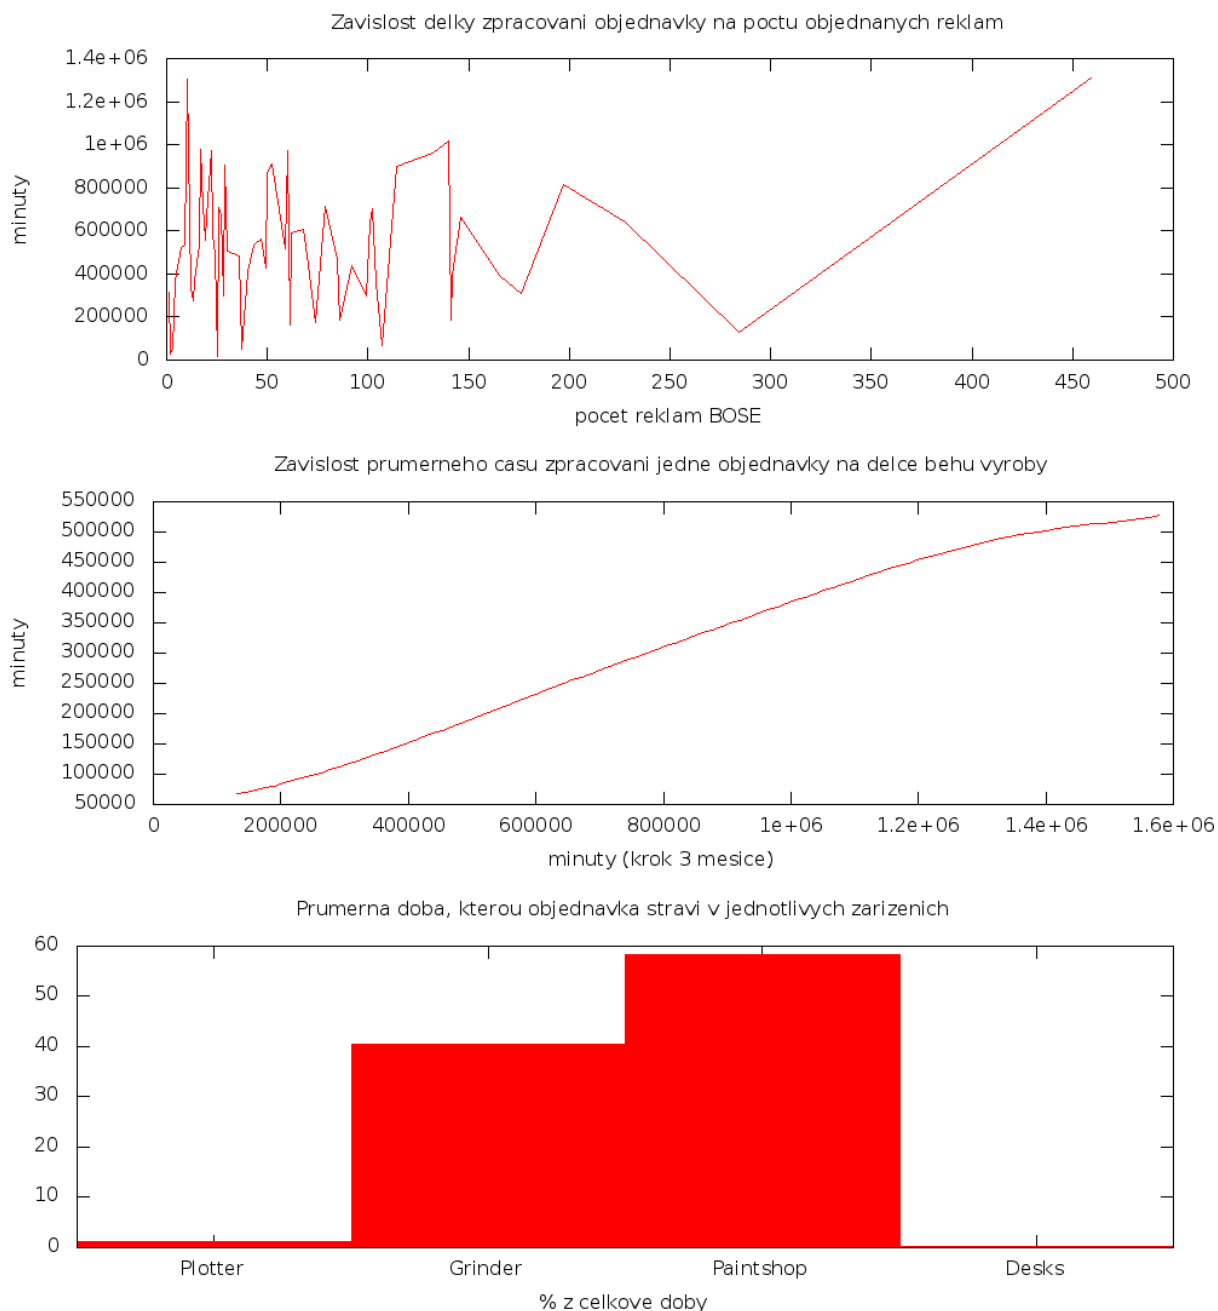 Zavislost delky zpracovani objednavky na poctu objednanych reklam
1.4e+06
1.2e+06
1e+06
800000
600000
400000
200000
0
minuty
0 50 100 150 200 250 300 350 400 450 500
pocet reklam BOSE
Zavislost prumerneho casu zpracovani jedne objednavky na delce behu vyroby
550000
500000
450000
400000
350000
300000
250000
200000
150000
100000
50000
minuty
0 200000 400000 600000 800000 1e+06 1.2e+06 1.4e+06 1.6e+06
minuty (krok 3 mesice)
Prumerna doba, kterou objednavka stravi v jednotlivych zarizenich
60
50
40
30
20
10
0
Plotter Grinder Paintshop Desks
% z celkove doby